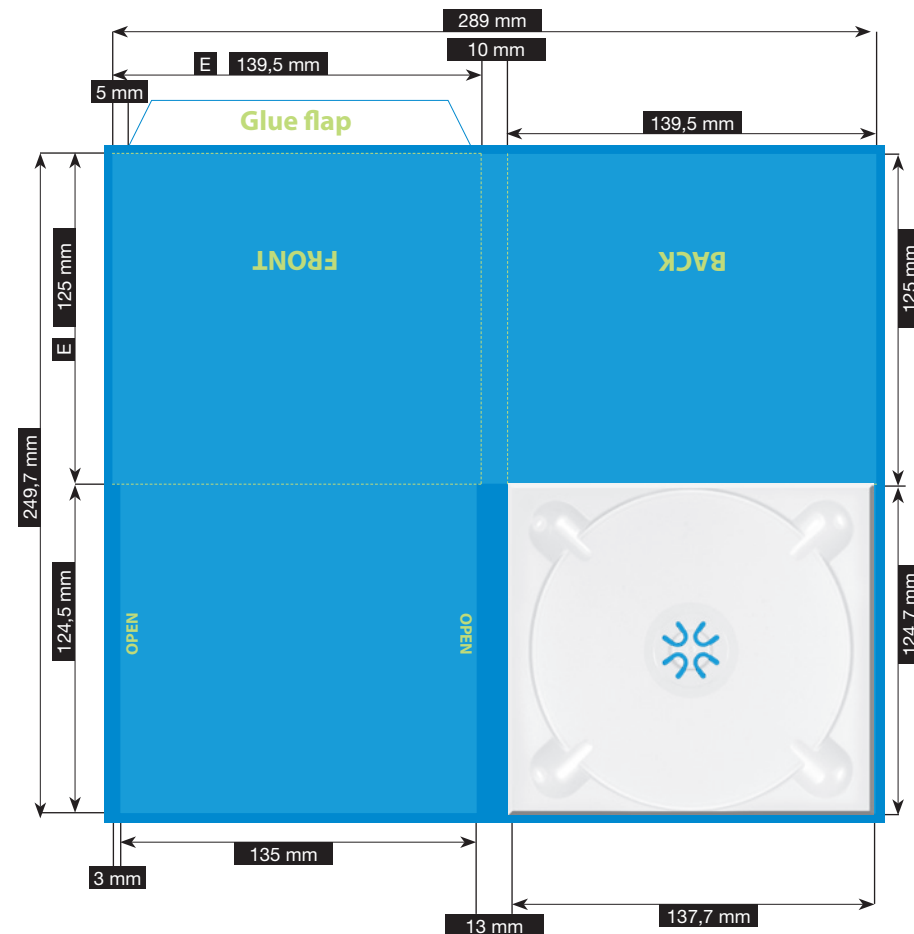 289 mm
10 mm
E 139,5 mm
5 mm
Glue flap
139,5 mm
FRONT
BACK
125 mm
E
125 mm
249,7 mm
124,5 mm
OPEN
OPEN
124,7 mm
135 mm
3 mm
13 mm
137,7 mm